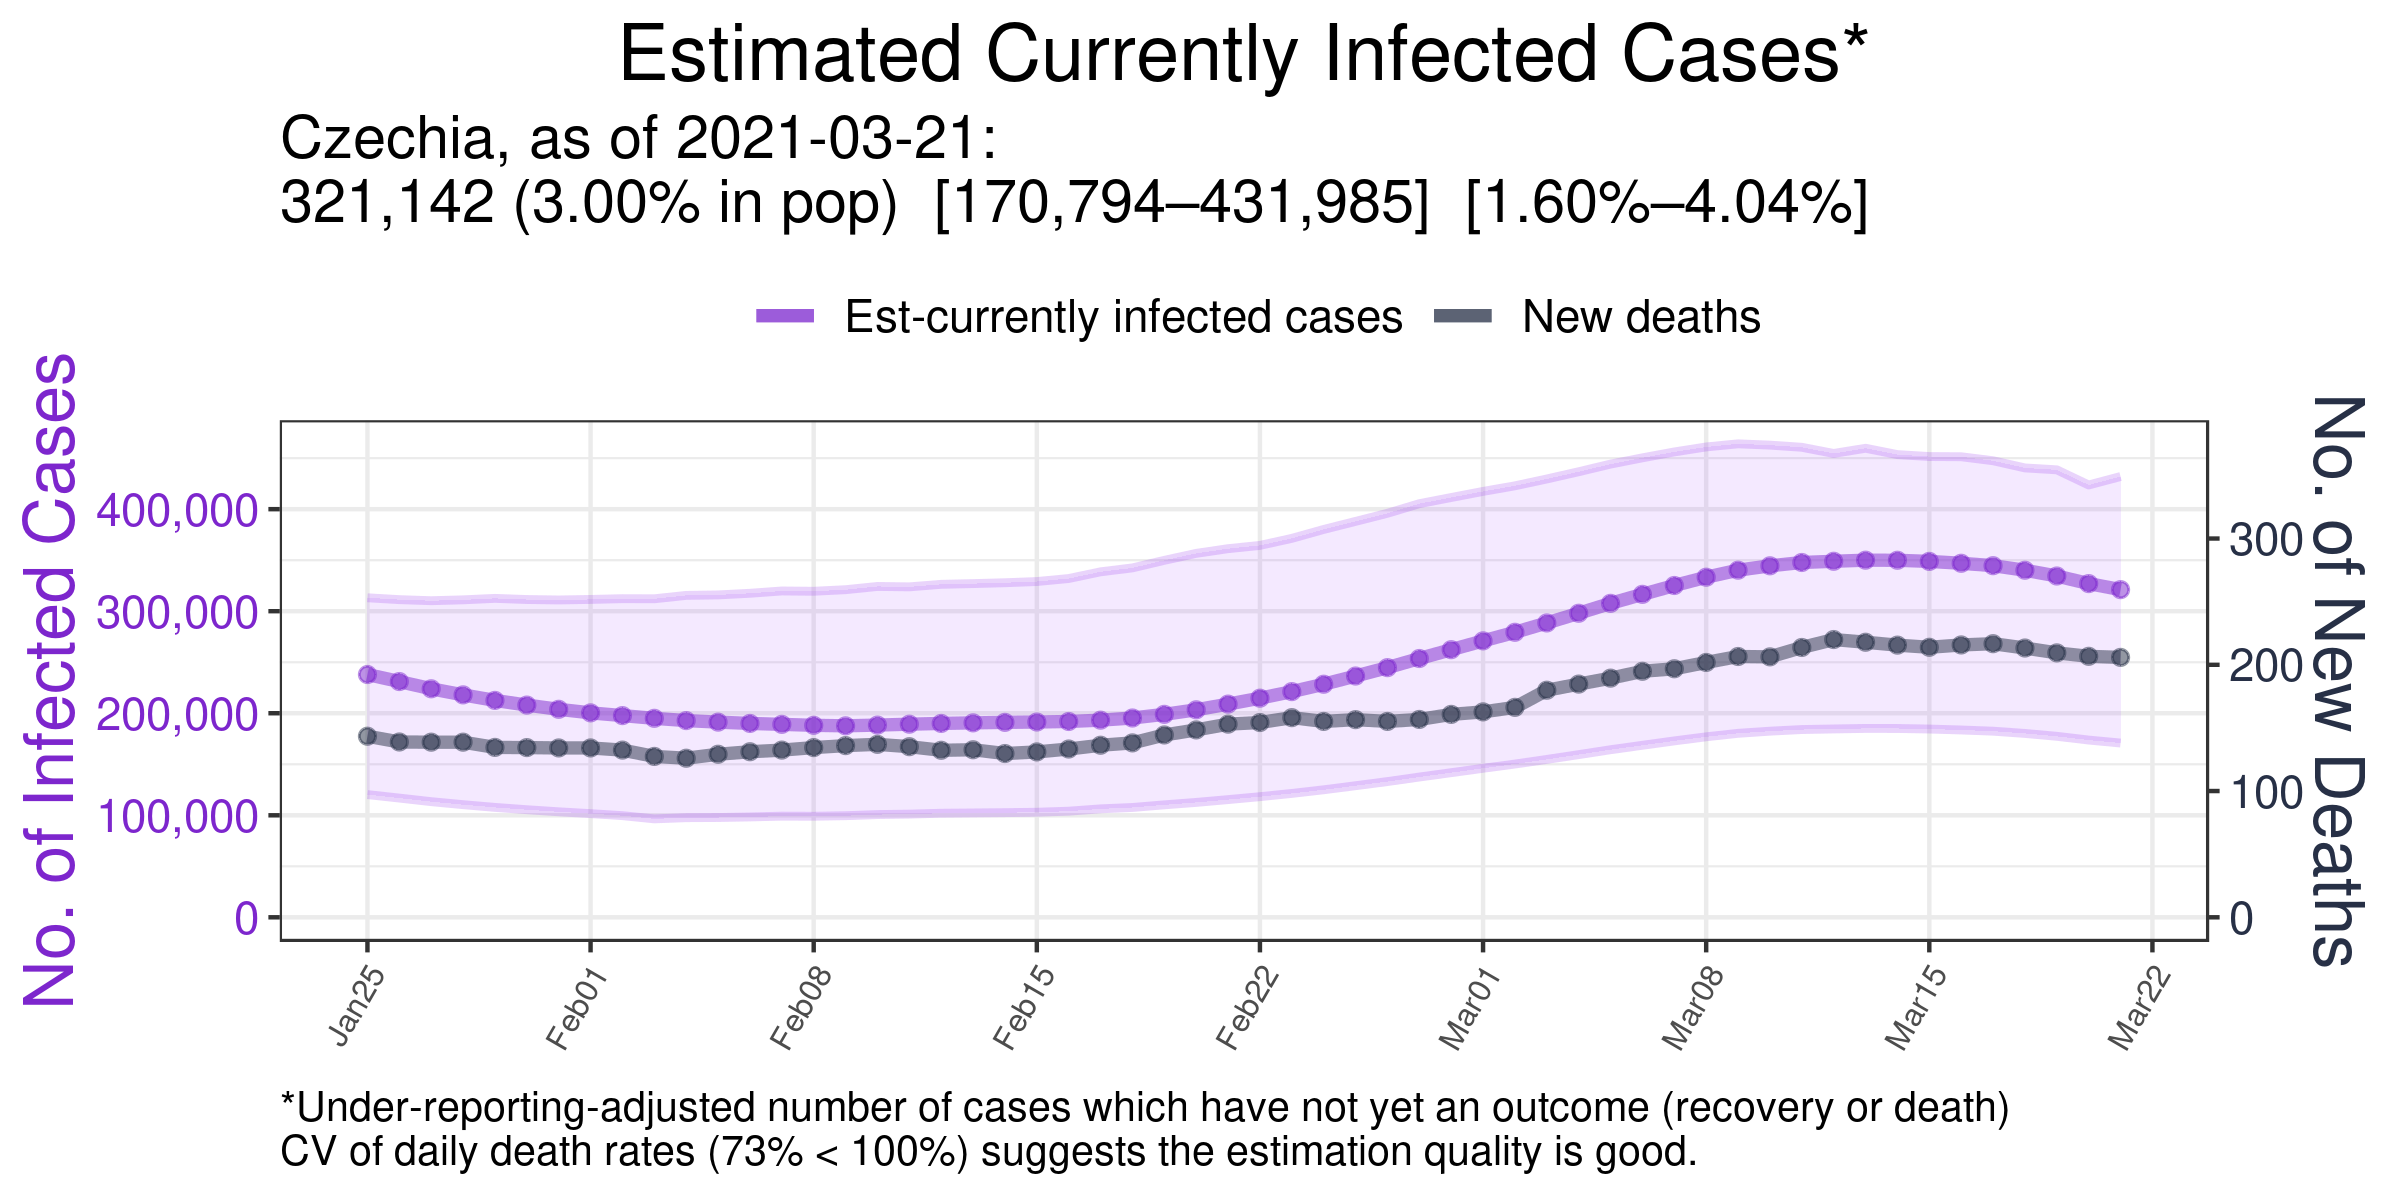 Estimated Currently Infected Cases*
Czechia, as of 2021-03-21:
321,142 (3.00% in pop)  [170,794–431,985]  [1.60%–4.04%]
Est-currently infected cases
New deaths
No. of Infected Cases
400,000
300,000
200,000
100,000
0
No. of New Deaths
300
200
100
0
Jan25
Feb01
Feb08
Feb15
Feb22
Mar01
Mar08
Mar15
Mar22
*Under-reporting-adjusted number of cases which have not yet an outcome (recovery or death)
CV of daily death rates (73% < 100%) suggests the estimation quality is good.